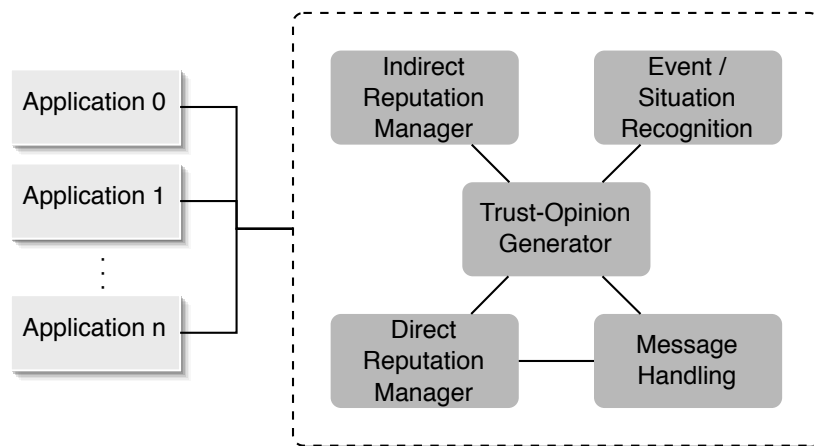 Application 0
Application 1
Application n
Indirect
Reputation
Manager
Event /
Situation
Recognition
Trust-Opinion
Generator
Direct
Reputation
Manager
Message
Handling